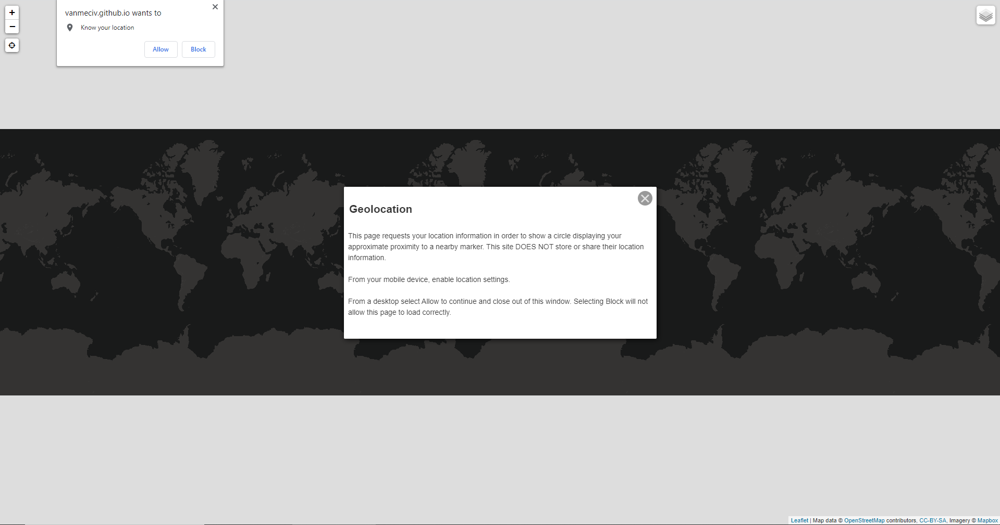 +
−
vanmeciv.github.io wants to
Know your location
Allow
Block
Geolocation
This page requests your location information in order to show a circle displaying your
approximate proximity to a nearby marker. This site DOES NOT store or share their location
information.
From your mobile device, enable location settings.
From a desktop select Allow to continue and close out of this window. Selecting Block will not
allow this page to load correctly.
Leaflet | Map data © OpenStreetMap contributors, CC-BY-SA, Imagery © Mapbox